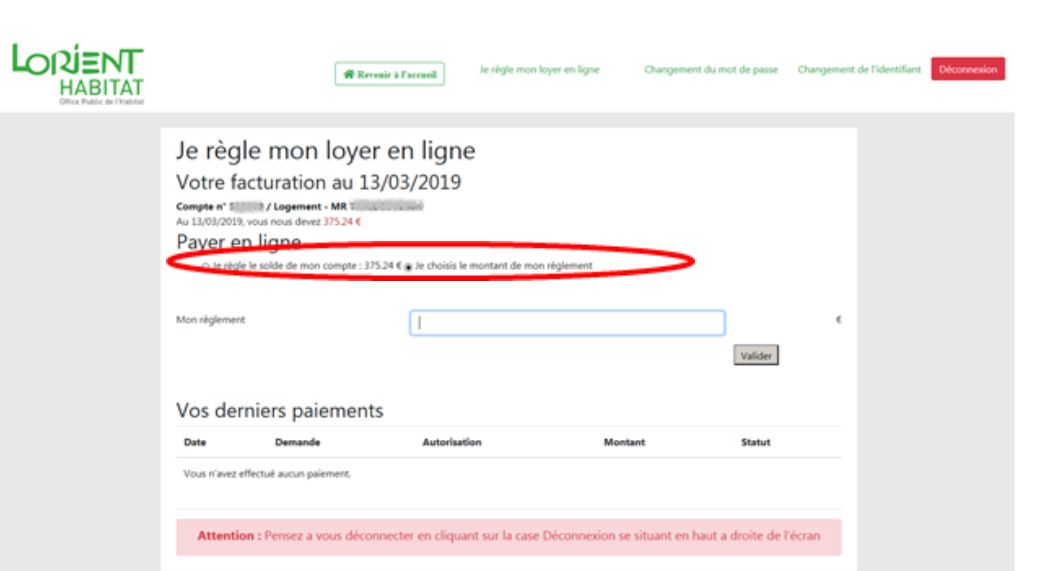 LORIENT
HABITAT
Office Public de l'Habitat
Revenir à l'accueil
Je règle mon loyer en ligne
Changement du mot de passe
Changement de l'identifiant
Déconnexion
Je règle mon loyer en ligne
Votre facturation au 13/03/2019
Compte n° / Logement - MR
Au 13/03/2019, vous nous devez 375.24 €
Payer en ligne
Je règle le solde de mon compte : 375.24 € Je choisis le montant de mon règlement
Mon règlement €
Valider
Vos derniers paiements
Date Demande Autorisation Montant Statut
Vous n'avez effectué aucun paiement.
Attention : Pensez a vous déconnecter en cliquant sur la case Déconnexion se situant en haut a droite de l'écran